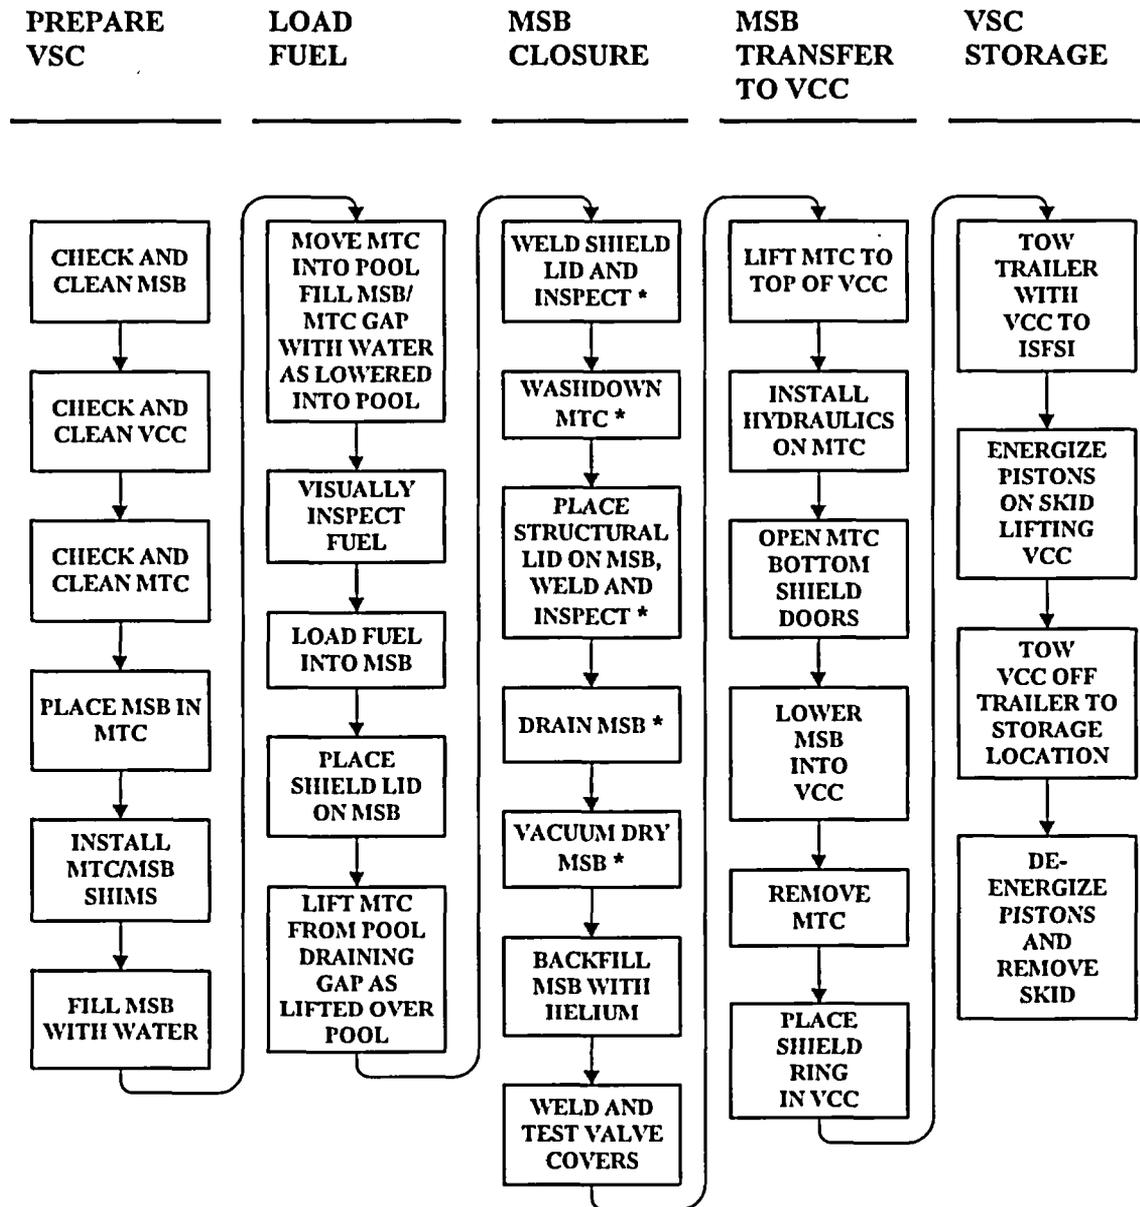 PREPARE
VSC
LOAD
FUEL
MSB
CLOSURE
MSB
TRANSFER
TO VCC
VSC
STORAGE
CHECK AND
CLEAN MSB
CHECK AND
CLEAN VCC
CHECK AND
CLEAN MTC
PLACE MSB IN
MTC
INSTALL
MTC/MSB
SHIMS
FILL MSB
WITH WATER
MOVE MTC
INTO POOL
FILL MSB/
MTC GAP
WITH WATER
AS LOWERED
INTO POOL
VISUALLY
INSPECT
FUEL
LOAD FUEL
INTO MSB
PLACE
SHIELD LID
ON MSB
LIFT MTC
FROM POOL
DRAINING
GAP AS
LIFTED OVER
POOL
WELD SHIELD
LID AND
INSPECT *
WASHDOWN
MTC *
PLACE
STRUCTURAL
LID ON MSB,
WELD AND
INSPECT *
DRAIN MSB *
VACUUM DRY
MSB *
BACKFILL
MSB WITH
HELIUM
WELD AND
TEST VALVE
COVERS
LIFT MTC TO
TOP OF VCC
INSTALL
HYDRAULICS
ON MTC
OPEN MTC
BOTTOM
SHIELD
DOORS
LOWER
MSB
INTO
VCC
REMOVE
MTC
PLACE
SHIELD
RING
IN VCC
TOW
TRAILER
WITH
VCC TO
ISFSI
ENERGIZE
PISTONS
ON SKID
LIFTING
VCC
TOW
VCC OFF
TRAILER TO
STORAGE
LOCATION
DE-
ENERGIZE
PISTONS
AND
REMOVE
SKID